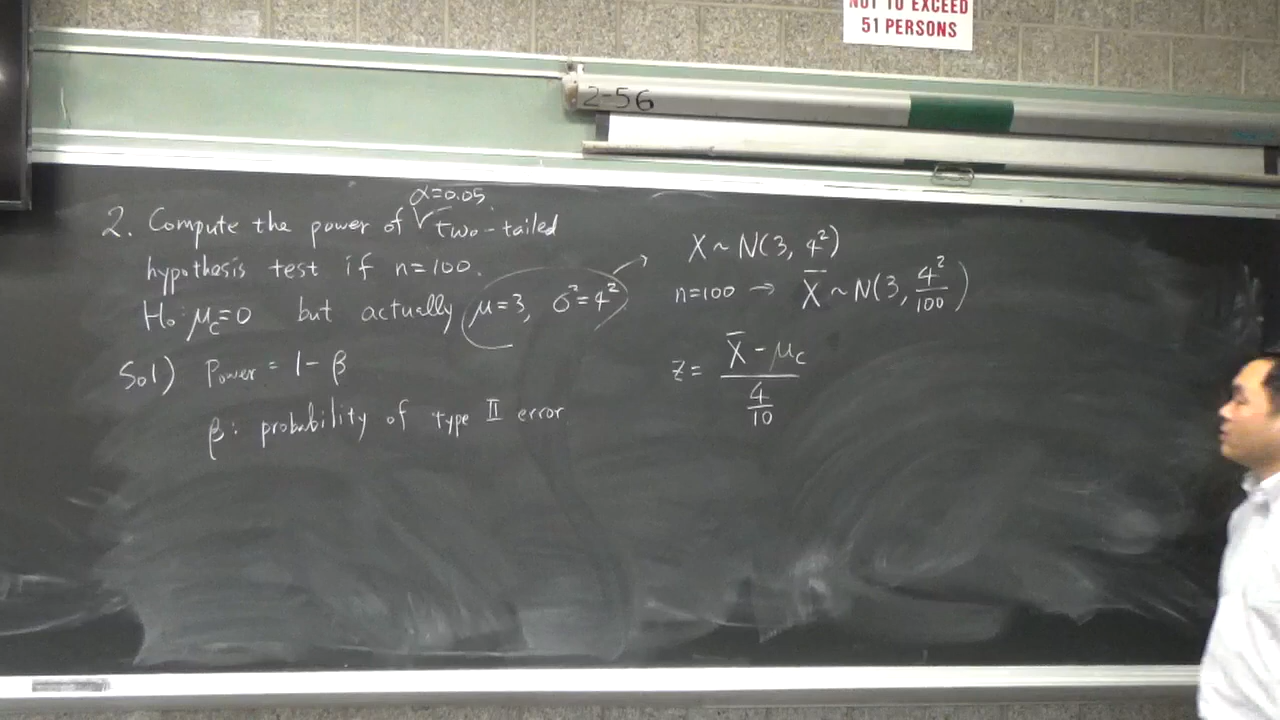 NOT TO EXCEED
51 PERSONS
2-56
α=0.05
2. Compute the power of √ two-tailed
hypothesis test if n=100.
H₀: μ_c=0 but actually μ=3, σ²=4²
Sol) Power = 1-β
β: probability of type II error
X ~ N(3, 4²)
n=100 → X̄ ~ N(3, 4²/100)
z = (X̄ - μ_c) / (4/10)